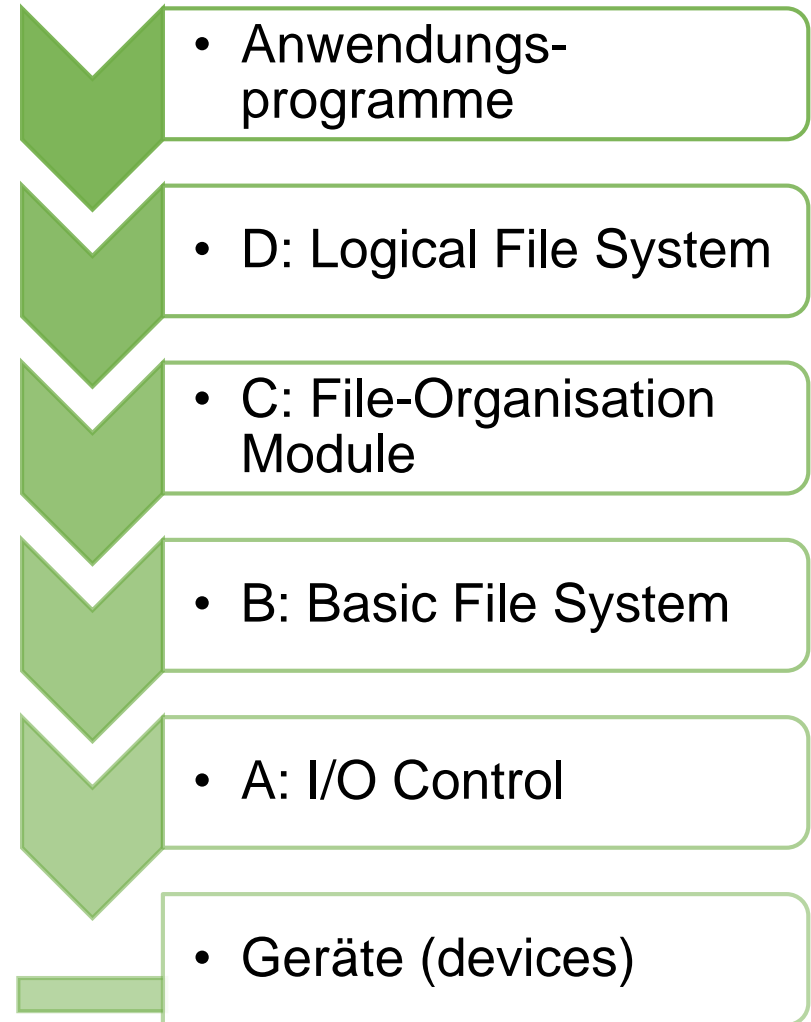 • Anwendungs-
programme
• D: Logical File System
• C: File-Organisation
Module
• B: Basic File System
• A: I/O Control
• Geräte (devices)